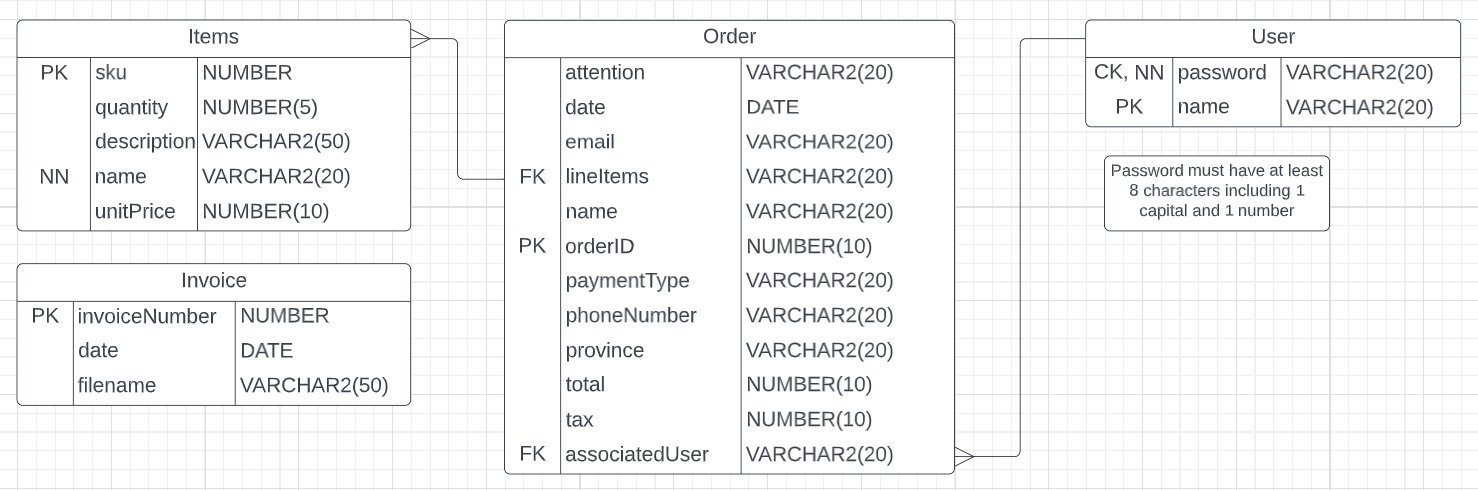 Items
PK sku NUMBER
quantity NUMBER(5)
description VARCHAR2(50)
NN name VARCHAR2(20)
unitPrice NUMBER(10)
Invoice
PK invoiceNumber NUMBER
date DATE
filename VARCHAR2(50)
Order
attention VARCHAR2(20)
date DATE
email VARCHAR2(20)
FK lineItems VARCHAR2(20)
name VARCHAR2(20)
PK orderID NUMBER(10)
paymentType VARCHAR2(20)
phoneNumber VARCHAR2(20)
province VARCHAR2(20)
total NUMBER(10)
tax NUMBER(10)
FK associatedUser VARCHAR2(20)
User
CK, NN password VARCHAR2(20)
PK name VARCHAR2(20)
Password must have at least
8 characters including 1
capital and 1 number